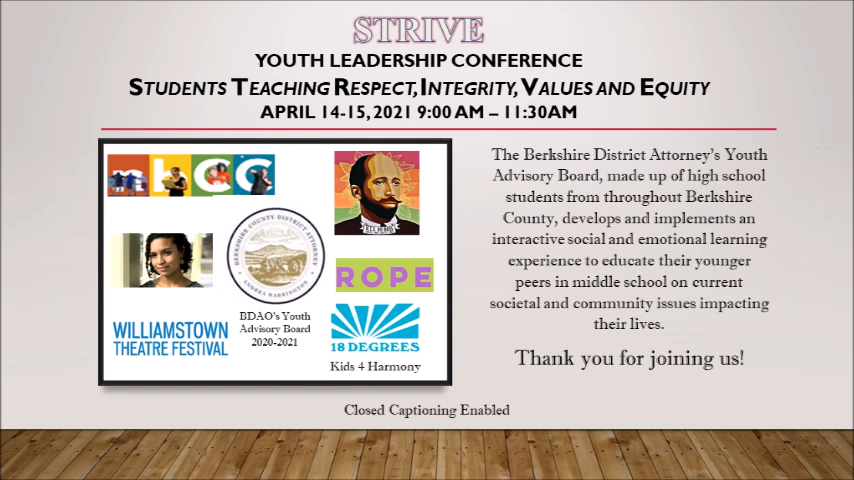 STRIVE
YOUTH LEADERSHIP CONFERENCE
STUDENTS TEACHING RESPECT, INTEGRITY, VALUES AND EQUITY
APRIL 14-15, 2021 9:00 AM – 11:30AM
mbcc
BERKSHIRE COUNTY DISTRICT ATTORNEY
ANDREA HARRINGTON
ROPE
WILLIAMSTOWN
THEATRE FESTIVAL
BDAO's Youth
Advisory Board
2020-2021
18 DEGREES
Kids 4 Harmony
The Berkshire District Attorney's Youth
Advisory Board, made up of high school
students from throughout Berkshire
County, develops and implements an
interactive social and emotional learning
experience to educate their younger
peers in middle school on current
societal and community issues impacting
their lives.
Thank you for joining us!
Closed Captioning Enabled